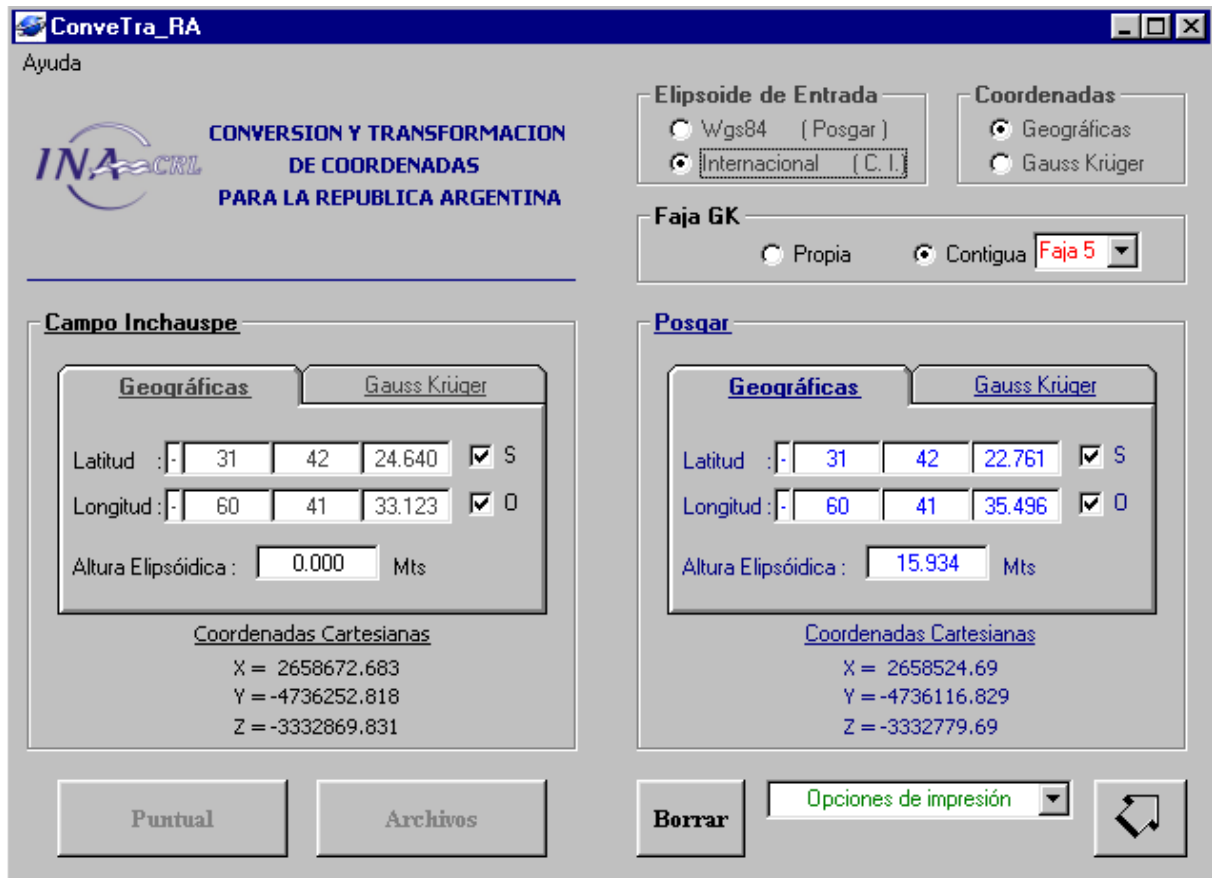 ConveTra_RA
Ayuda
INA CRL
CONVERSION Y TRANSFORMACION
DE COORDENADAS
PARA LA REPUBLICA ARGENTINA
Elipsoide de Entrada
Wgs84 ( Posgar )
Internacional ( C. I.)
Coordenadas
Geográficas
Gauss Krüger
Faja GK
Propia
Contigua
Faja 5
Campo Inchauspe
Geográficas
Gauss Krüger
Latitud : - 31 42 24.640 S
Longitud : - 60 41 33.123 O
Altura Elipsóidica : 0.000 Mts
Coordenadas Cartesianas
X = 2658672.683
Y = -4736252.818
Z = -3332869.831
Posgar
Geográficas
Gauss Krüger
Latitud : - 31 42 22.761 S
Longitud : - 60 41 35.496 O
Altura Elipsóidica : 15.934 Mts
Coordenadas Cartesianas
X = 2658524.69
Y = -4736116.829
Z = -3332779.69
Puntual
Archivos
Borrar
Opciones de impresión